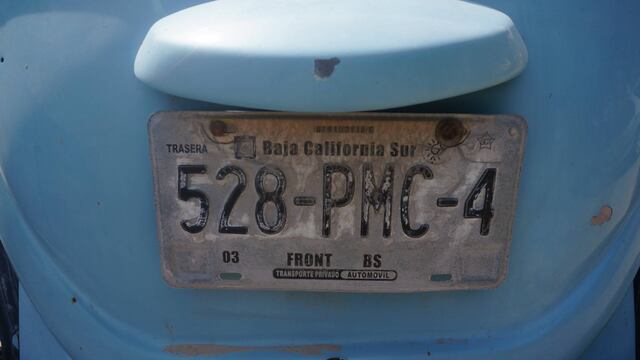 TRASERA Baja California Sur
528-PMC-4
03 FRONT BS
TRANSPORTE PRIVADO AUTOMOVIL